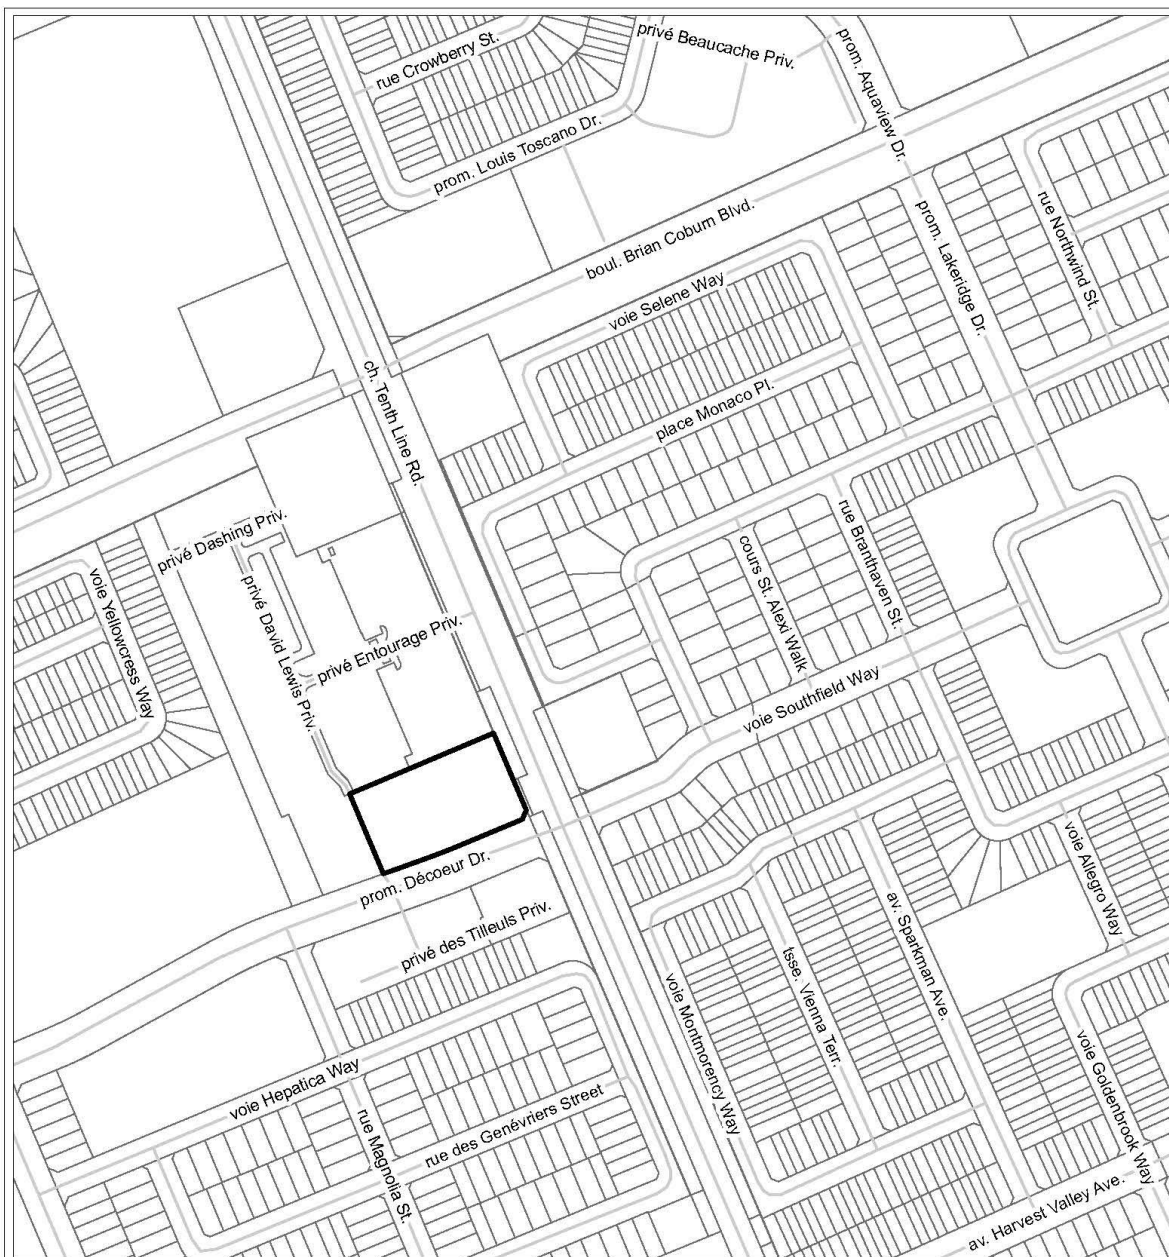 privé Beaucache Priv.
rue Crowberry St.
prom. Aquaview Dr.
prom. Louis Toscano Dr.
boul. Brian Coburn Blvd.
prom. Lakeridge Dr.
rue Northwind St.
voie Selene Way
ch. Tenth Line Rd.
place Monaco Pl.
privé Dashing Priv.
rue Branthaven St.
cours St. Alexi Walk
voie Yellowcress Way
privé David Lewis Priv.
privé Entourage Priv.
voie Southfield Way
prom. Décoeur Dr.
voie Allegro Way
privé des Tilleuls Priv.
av. Sparkman Ave.
tsse. Vienna Terr.
voie Montmorency Way
voie Hepatica Way
voie Goldenbrook Way
rue des Genévriers Street
rue Magnolia St.
av. Harvest Valley Ave.